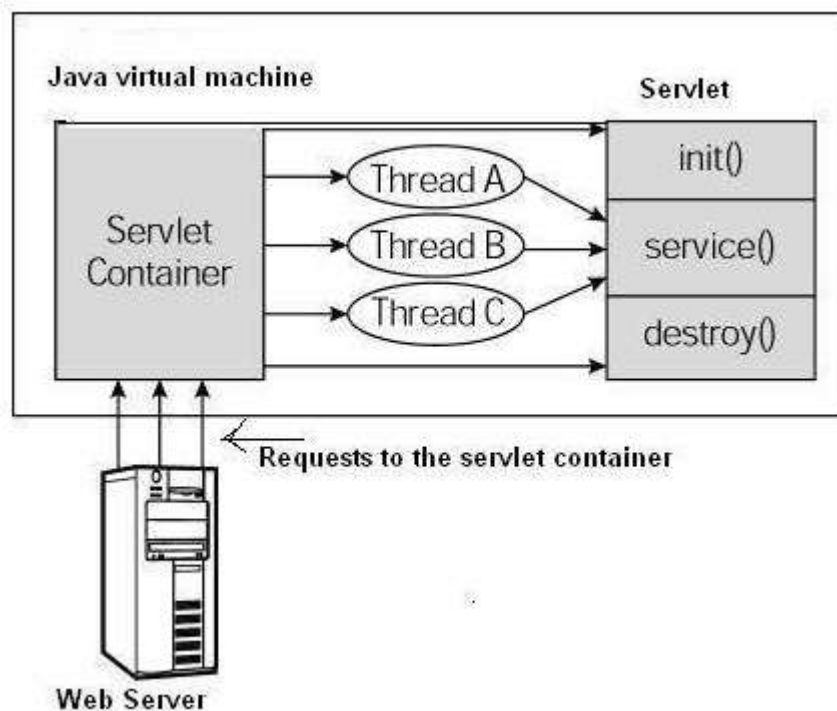 Java virtual machine
Servlet
Servlet
Container
Thread A
Thread B
Thread C
init()
service()
destroy()
Requests to the servlet container
Web Server